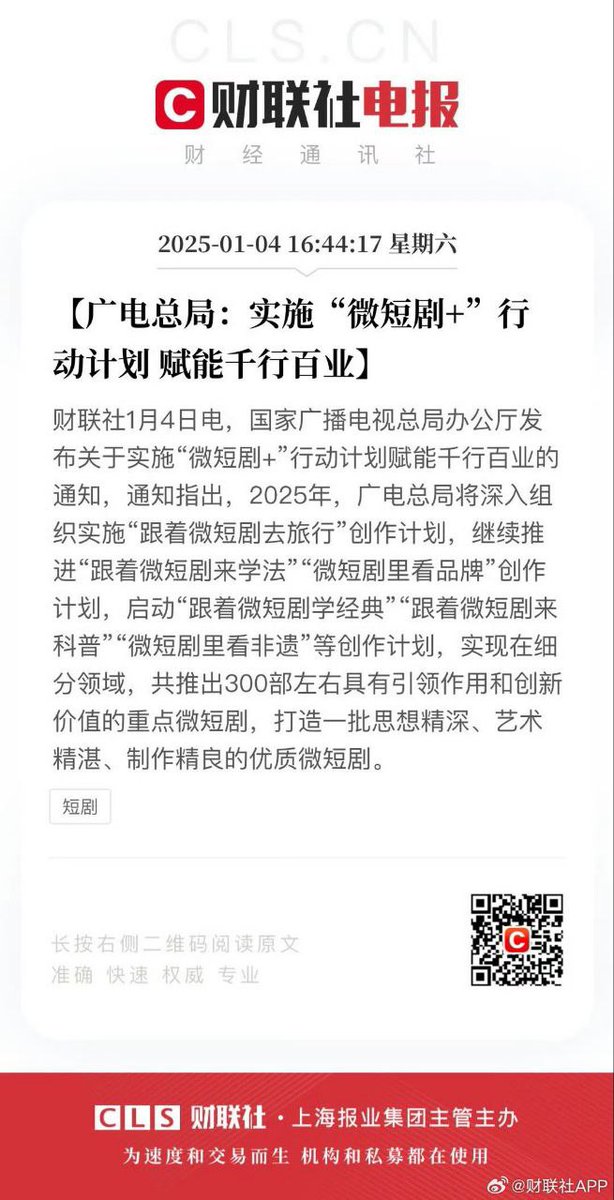 CLS.CN
C 财联社电报
财经通讯社
2025-01-04 16:44:17 星期六
【广电总局：实施“微短剧+”行
动计划 赋能千行百业】
财联社1月4日电，国家广播电视总局办公厅发
布关于实施“微短剧+”行动计划赋能千行百业的
通知，通知指出，2025年，广电总局将深入组
织实施“跟着微短剧去旅行”创作计划，继续推
进“跟着微短剧来学法”“微短剧里看品牌”创作
计划，启动“跟着微短剧学经典”“跟着微短剧来
科普”“微短剧里看非遗”等创作计划，实现在细
分领域，共推出300部左右具有引领作用和创新
价值的重点微短剧，打造一批思想精深、艺术
精湛、制作精良的优质微短剧。
短剧
长按右侧二维码阅读原文
准确 快速 权威 专业
C
CLS 财联社·上海报业集团主管主办
为速度和交易而生 机构和私募都在使用
@财联社APP